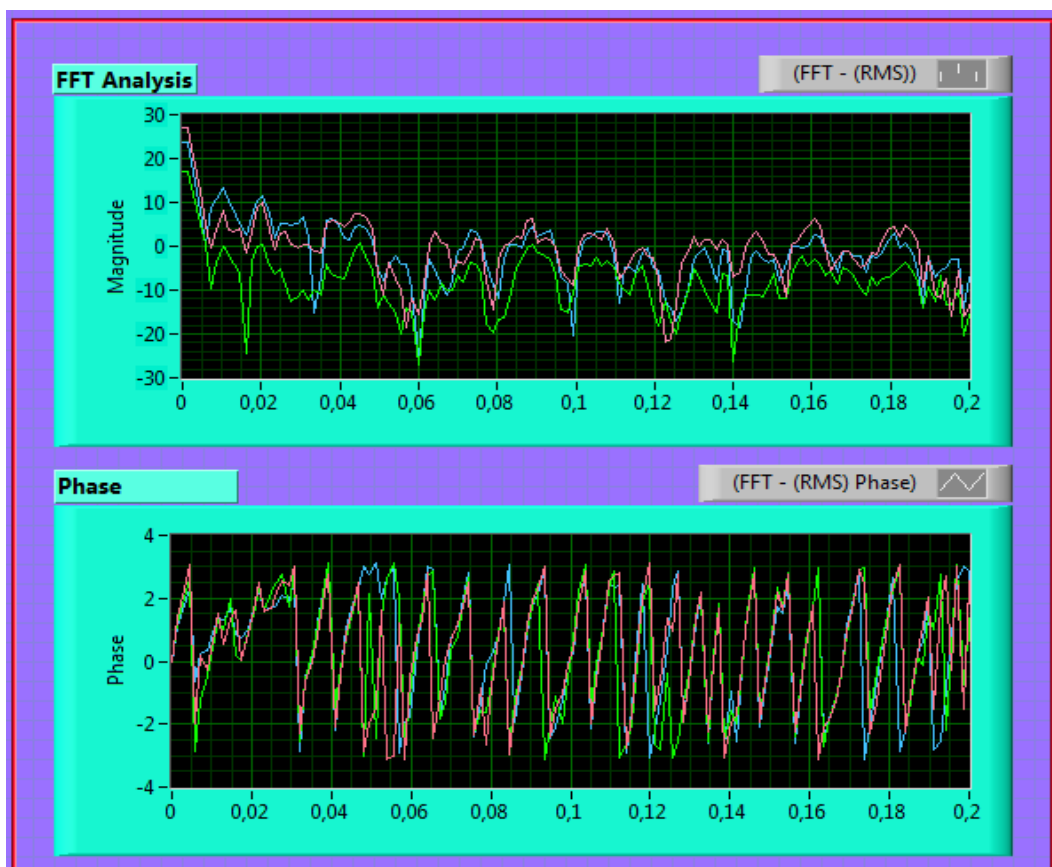 FFT Analysis
(FFT - (RMS))
Magnitude
30
20
10
0
-10
-20
-30
0 0,02 0,04 0,06 0,08 0,1 0,12 0,14 0,16 0,18 0,2
Phase
(FFT - (RMS) Phase)
Phase
4
2
0
-2
-4
0 0,02 0,04 0,06 0,08 0,1 0,12 0,14 0,16 0,18 0,2